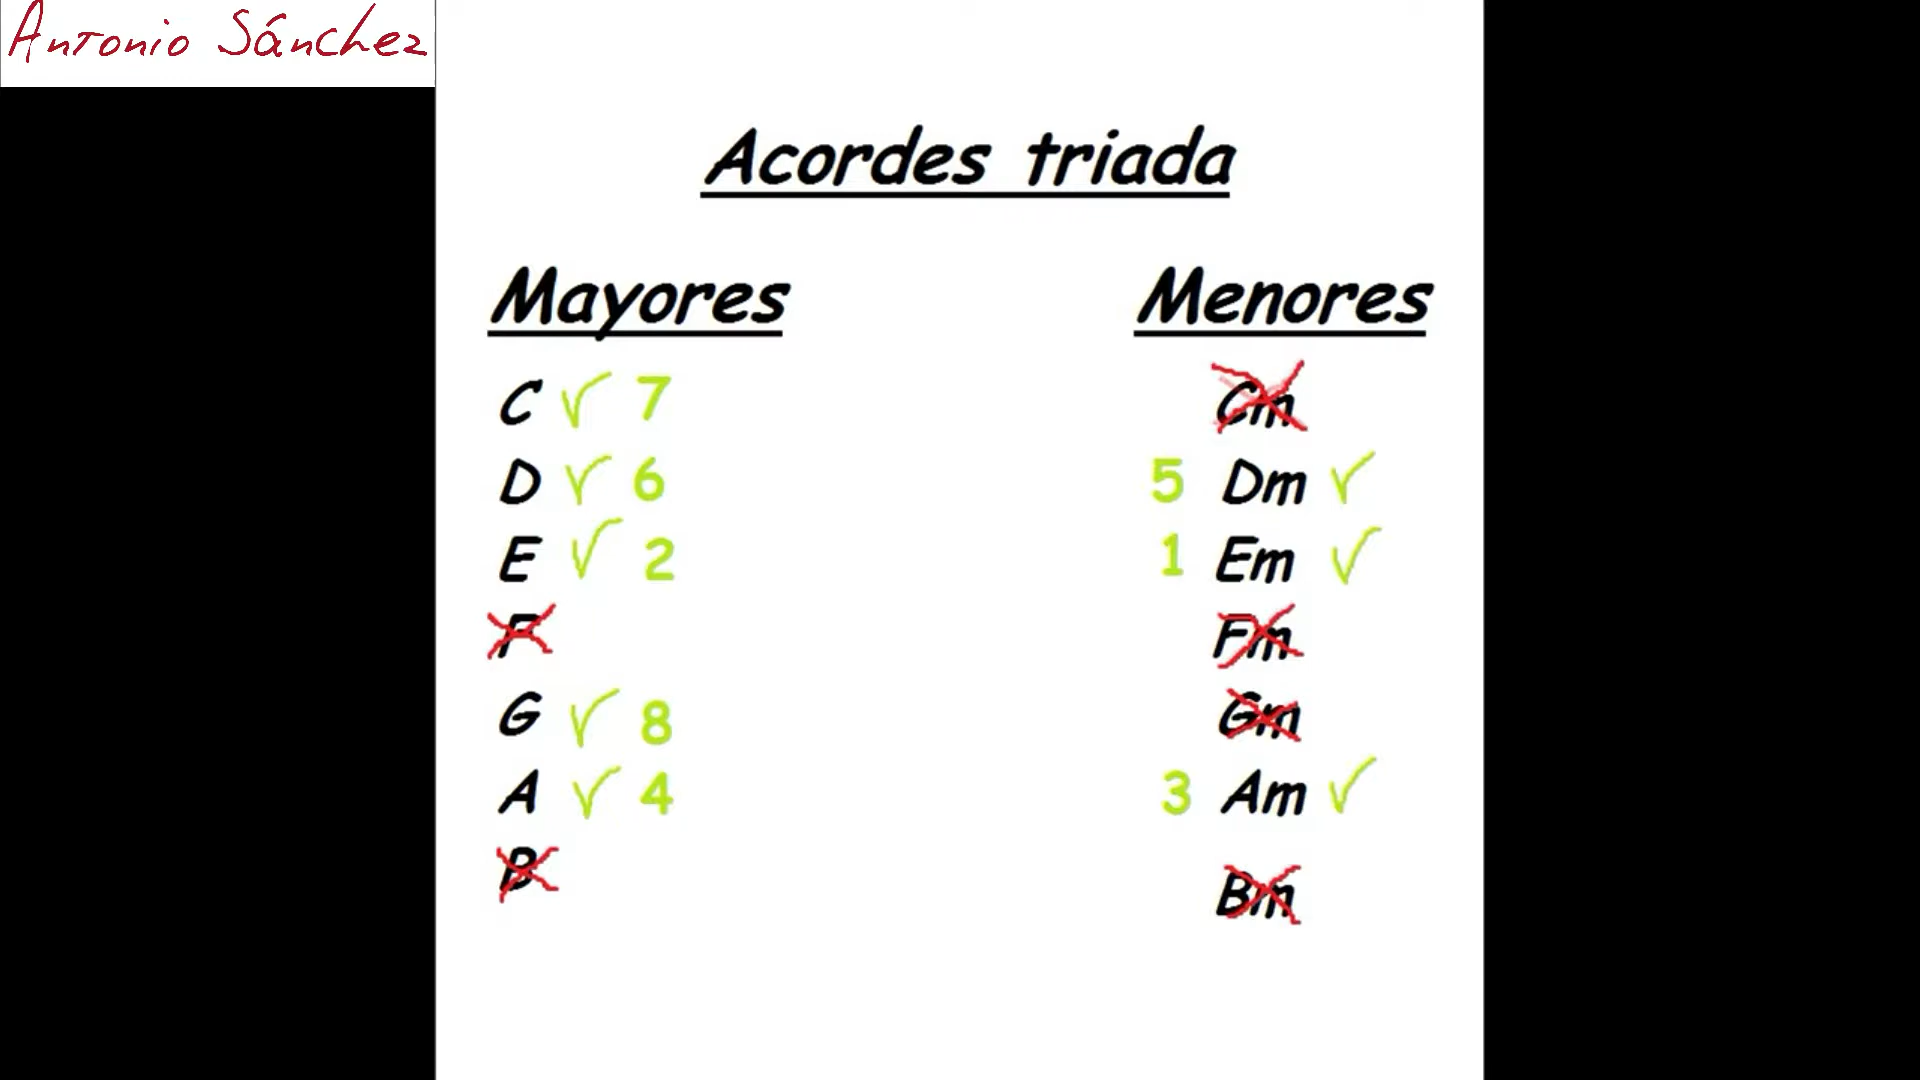 Antonio Sánchez
Acordes triada
Mayores
C 7
D 6
E 2
F
G 8
A 4
B
Menores
Cm
5 Dm
1 Em
Fm
Gm
3 Am
Bm